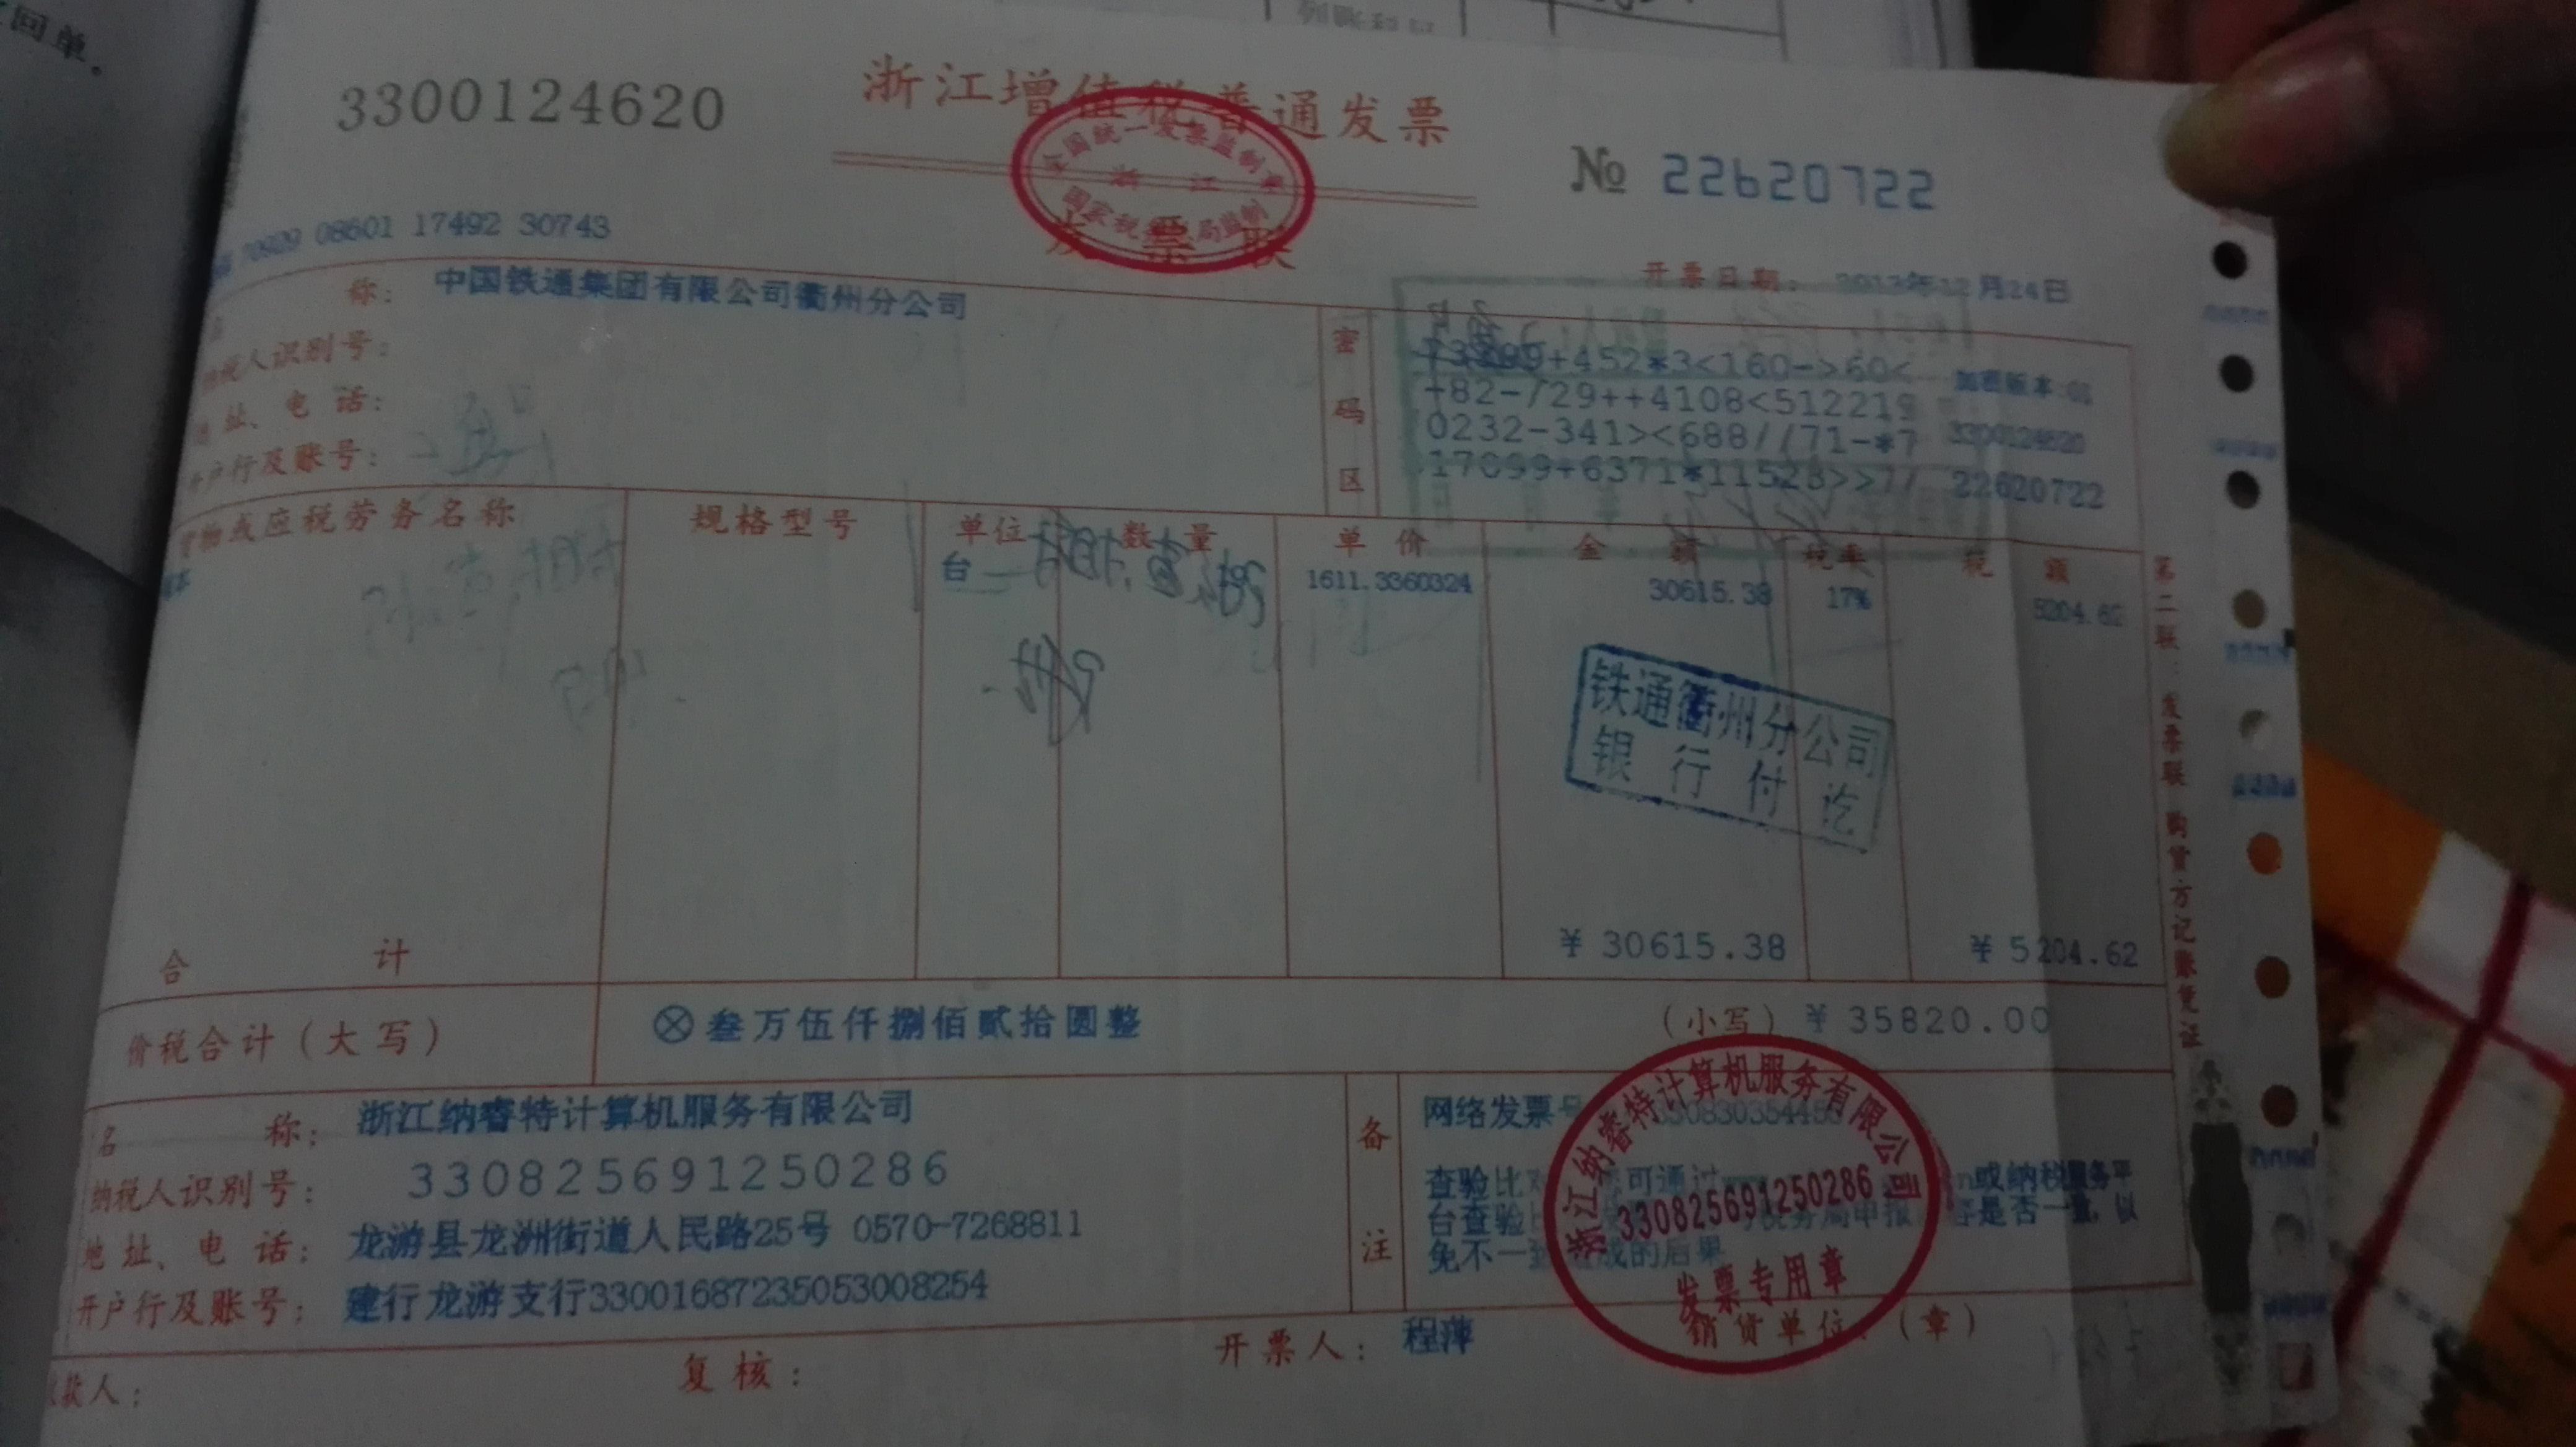 回单。
3300124620
浙江增值税普通发票
全国统一发票监制章
浙 江
国家税务局监制
发票联
№ 22620722
08601 17492 30743
开票日期: 年12月24日
称: 中国铁通集团有限公司衢州分公司
纳税人识别号:
地址、电话:
开户行及账号:
密码区
+452*3<160->60<
+82-/29++4108<512219
0232-341><688//71-*7
17099+6371*11528>>7/
加密版本:01
3300124620
22620722
货物或应税劳务名称 规格型号 单位 数量 单价 金额 税率 税额
台 1611.3360324 30615.38 17% 5204.62
铁通衢州分公司
银行付讫
合计 ¥30615.38 ¥5204.62
价税合计(大写) ⊗叁万伍仟捌佰贰拾圆整 (小写)¥35820.00
名称: 浙江纳睿特计算机服务有限公司
纳税人识别号: 330825691250286
地址、电话: 龙游县龙洲街道人民路25号 0570-7268811
开户行及账号: 建行龙游支行33001687235053008254
备注
网络发票号
查验比 可通过 或纳税服务平
台查验 税务局申报 是否一致,以
免不一致 成的后果
浙江纳睿特计算机服务有限公司
330825691250286
发票专用章
收款人: 复核: 开票人: 程萍 销货单位:(章)
第二联:发票联 购货方记账凭证